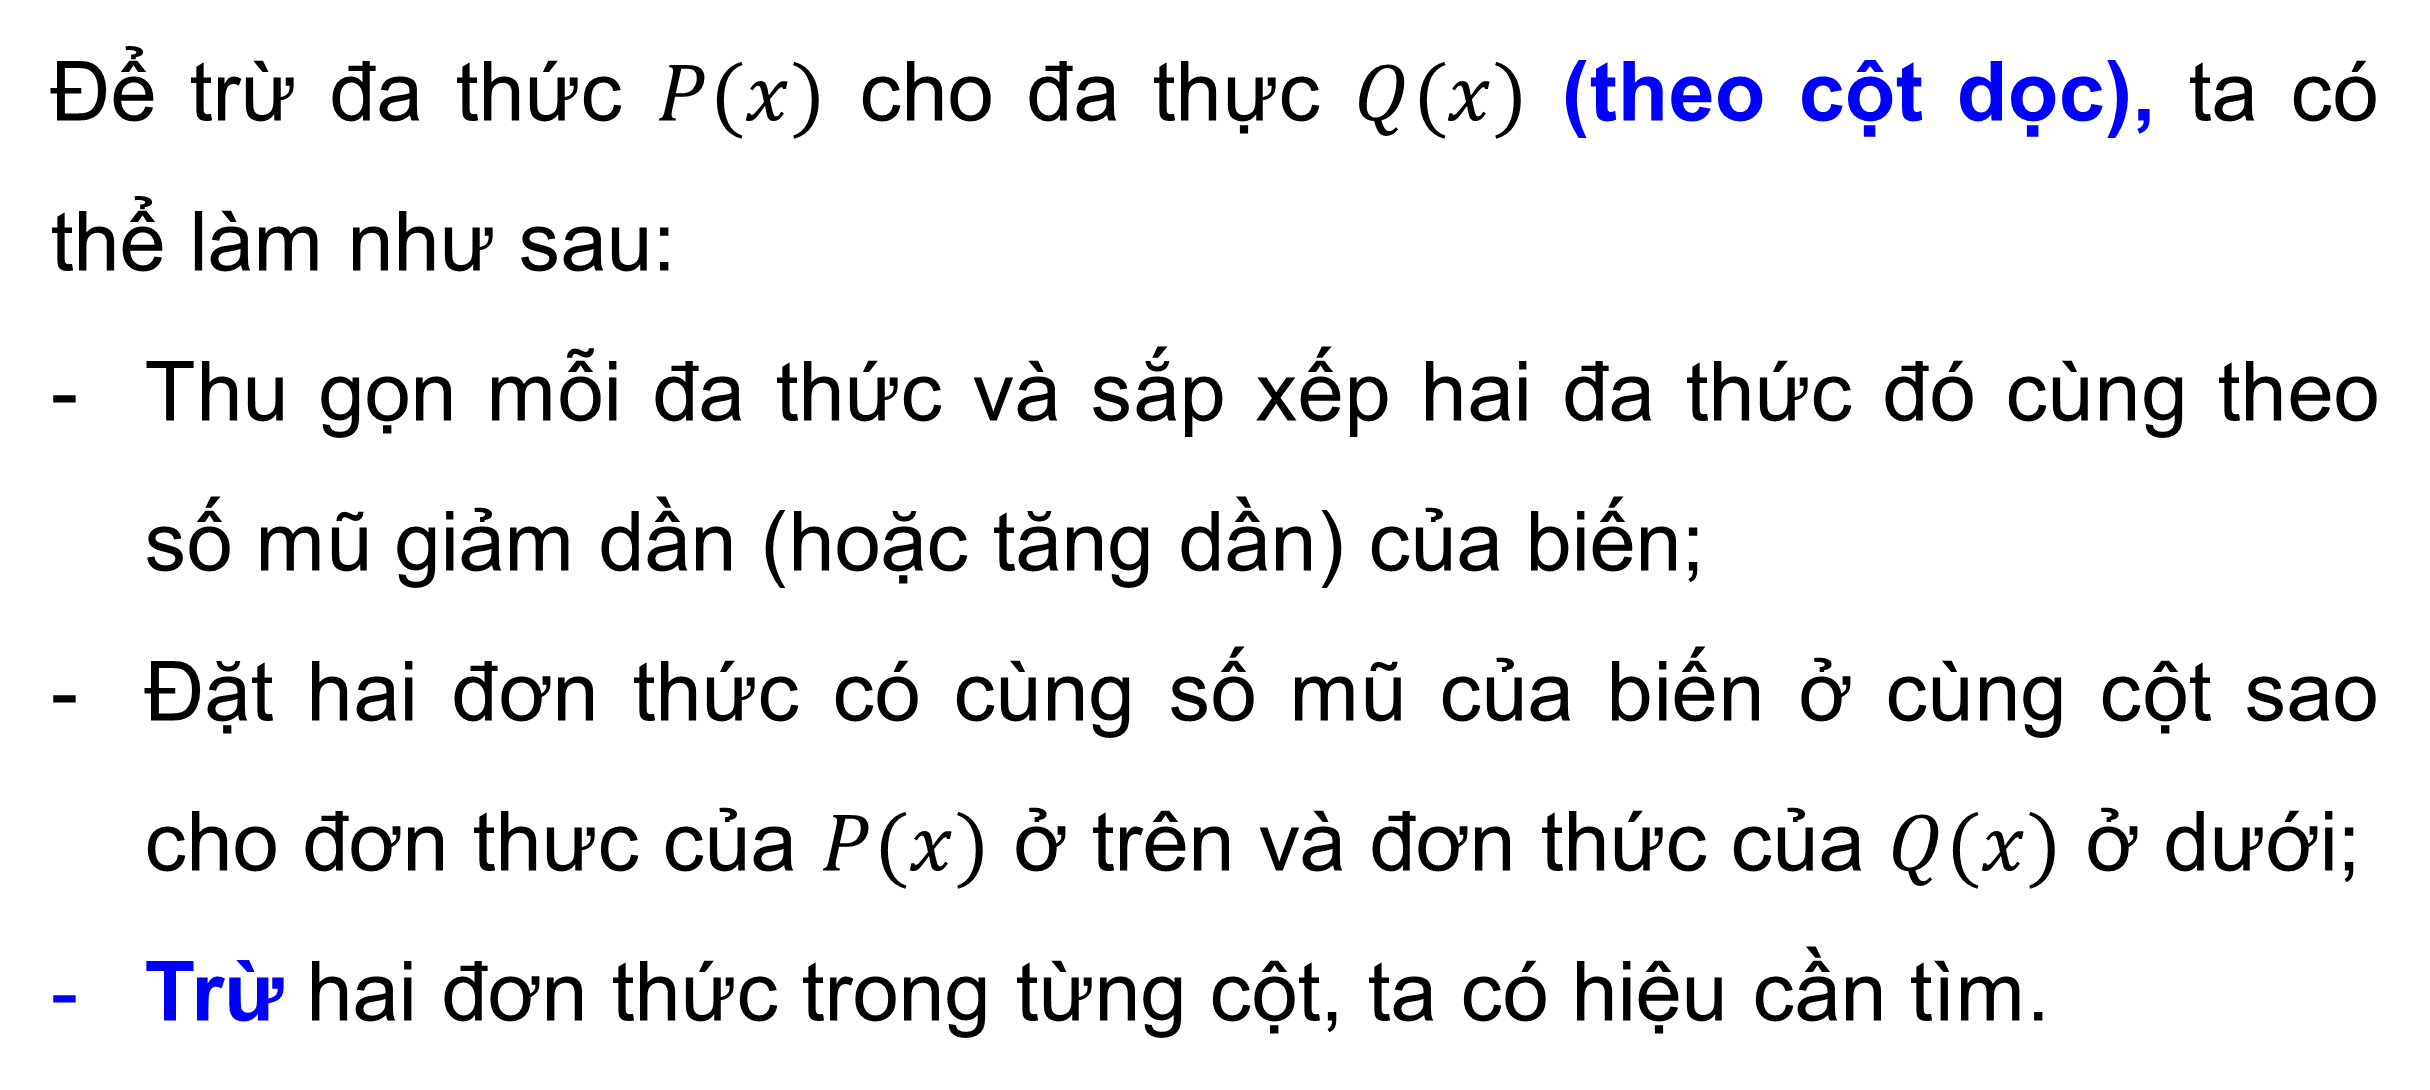 Để trừ đa thức P(x) cho đa thực Q(x) (theo cột dọc), ta có
thể làm như sau:
- Thu gọn mỗi đa thức và sắp xếp hai đa thức đó cùng theo
số mũ giảm dần (hoặc tăng dần) của biến;
- Đặt hai đơn thức có cùng số mũ của biến ở cùng cột sao
cho đơn thưc của P(x) ở trên và đơn thức của Q(x) ở dưới;
- Trừ hai đơn thức trong từng cột, ta có hiệu cần tìm.